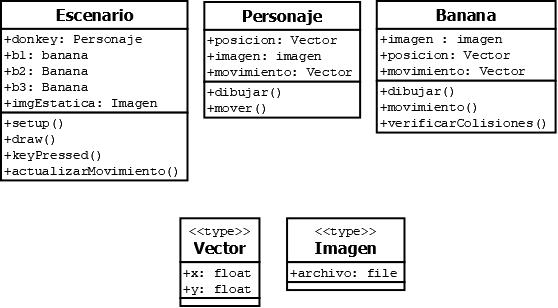 Escenario
+donkey: Personaje
+b1: banana
+b2: Banana
+b3: Banana
+imgEstatica: Imagen
+setup()
+draw()
+keyPressed()
+actualizarMovimiento()
Personaje
+posicion: Vector
+imagen: imagen
+movimiento: Vector
+dibujar()
+mover()
Banana
+imagen : imagen
+posicion: Vector
+movimiento: Vector
+dibujar()
+movimiento()
+verificarColisiones()
<<type>>
Vector
+x: float
+y: float
<<type>>
Imagen
+archivo: file